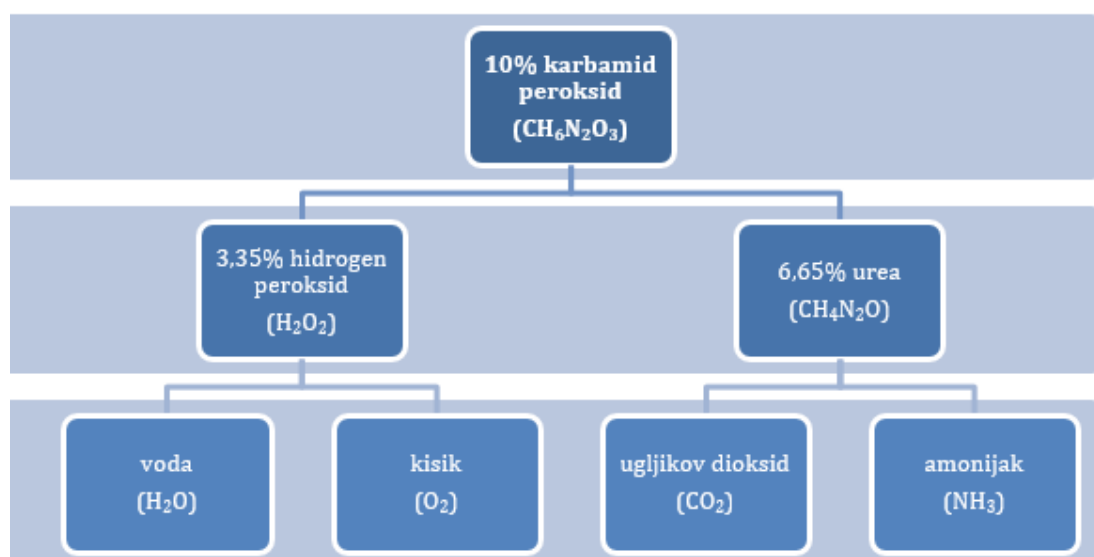 10% karbamid
peroksid
(CH₆N₂O₃)
3,35% hidrogen
peroksid
(H₂O₂)
6,65% urea
(CH₄N₂O)
voda
(H₂O)
kisik
(O₂)
ugljikov dioksid
(CO₂)
amonijak
(NH₃)